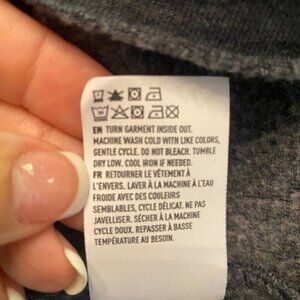 EN TURN GARMENT INSIDE OUT.
MACHINE WASH COLD WITH LIKE COLORS,
GENTLE CYCLE. DO NOT BLEACH. TUMBLE
DRY LOW. COOL IRON IF NEEDED.
FR RETOURNER LE VÊTEMENT À
L'ENVERS. LAVER À LA MACHINE À L'EAU
FROIDE AVEC DES COULEURS
SEMBLABLES, CYCLE DÉLICAT. NE PAS
JAVELLISER. SÉCHER À LA MACHINE
CYCLE DOUX. REPASSER À BASSE
TEMPÉRATURE AU BESOIN.